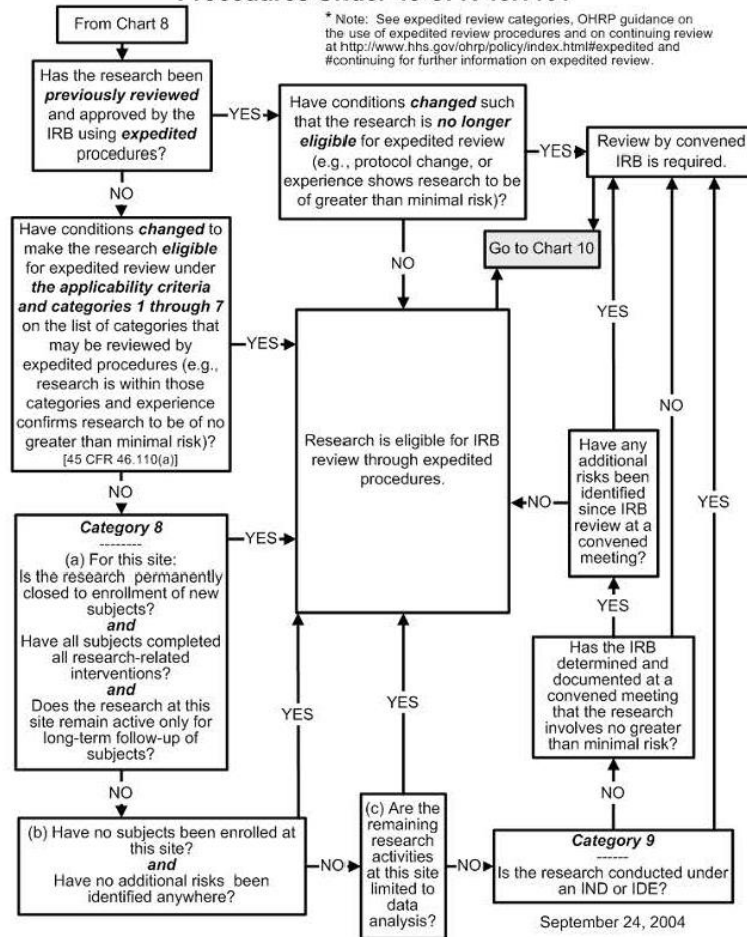 Procedures Under
From Chart 8
* Note: See expedited review categories, OHRP guidance on
the use of expedited review procedures and on continuing review
at http://www.hhs.gov/ohrp/policy/index.html#expedited and
#continuing for further information on expedited review.
Has the research been
previously reviewed
and approved by the
IRB using expedited
procedures?
YES
Have conditions changed such
that the research is no longer
eligible for expedited review
(e.g., protocol change, or
experience shows research to be
of greater than minimal risk)?
YES
Review by convened
IRB is required.
NO
NO
Go to Chart 10
Have conditions changed to
make the research eligible
for expedited review under
the applicability criteria
and categories 1 through 7
on the list of categories that
may be reviewed by
expedited procedures (e.g.,
research is within those
categories and experience
confirms research to be of no
greater than minimal risk)?
[45 CFR 46.110(a)]
YES
Research is eligible for IRB
review through expedited
procedures.
YES
NO
YES
Have any
additional
risks been
identified
since IRB
review at a
convened
meeting?
NO
NO
Category 8
--------
(a) For this site:
Is the research permanently
closed to enrollment of new
subjects?
and
Have all subjects completed
all research-related
interventions?
and
Does the research at this
site remain active only for
long-term follow-up of
subjects?
YES
YES
Has the IRB
determined and
documented at a
convened meeting
that the research
involves no greater
than minimal risk?
YES
YES
NO
NO
(b) Have no subjects been enrolled at
this site?
and
Have no additional risks been
identified anywhere?
NO
(c) Are the
remaining
research
activities
at this site
limited to
data
analysis?
NO
Category 9
------
Is the research conducted under
an IND or IDE?
September 24, 2004